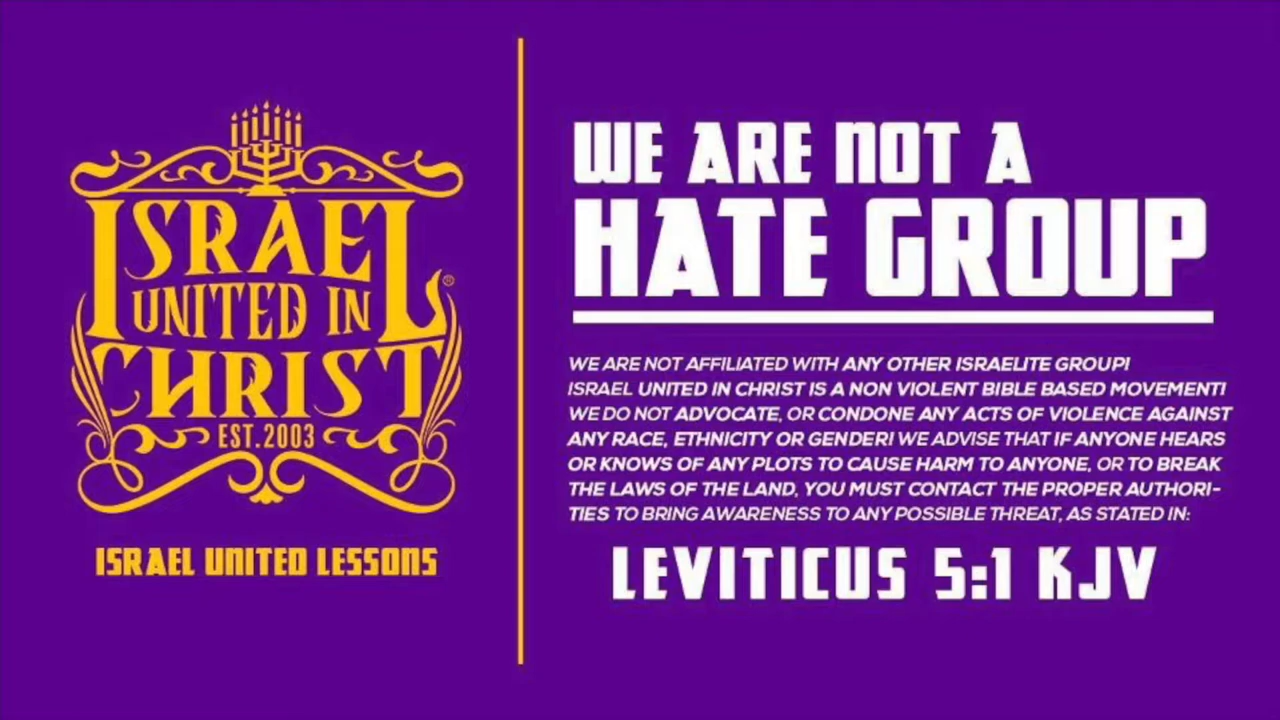 ISRAEL
UNITED IN
CHRIST
EST. 2003
®
ISRAEL UNITED LESSONS
WE ARE NOT A
HATE GROUP
WE ARE NOT AFFILIATED WITH ANY OTHER ISRAELITE GROUP!
ISRAEL UNITED IN CHRIST IS A NON VIOLENT BIBLE BASED MOVEMENT!
WE DO NOT ADVOCATE, OR CONDONE ANY ACTS OF VIOLENCE AGAINST
ANY RACE, ETHNICITY OR GENDER! WE ADVISE THAT IF ANYONE HEARS
OR KNOWS OF ANY PLOTS TO CAUSE HARM TO ANYONE, OR TO BREAK
THE LAWS OF THE LAND, YOU MUST CONTACT THE PROPER AUTHORI-
TIES TO BRING AWARENESS TO ANY POSSIBLE THREAT, AS STATED IN:
LEVITICUS 5:1 KJV